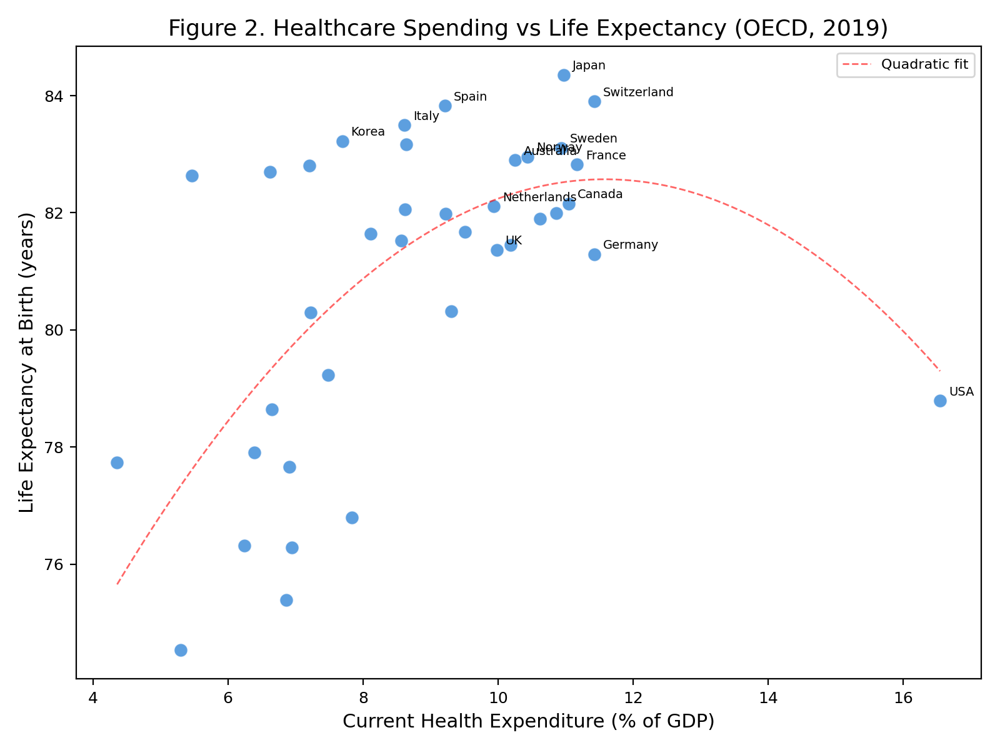 Figure 2. Healthcare Spending vs Life Expectancy (OECD, 2019)
Quadratic fit
Japan
Switzerland
Spain
Italy
Korea
Sweden
Norway
Australia
France
Canada
Netherlands
UK
Germany
USA
84
82
80
78
76
Life Expectancy at Birth (years)
4 6 8 10 12 14 16
Current Health Expenditure (% of GDP)